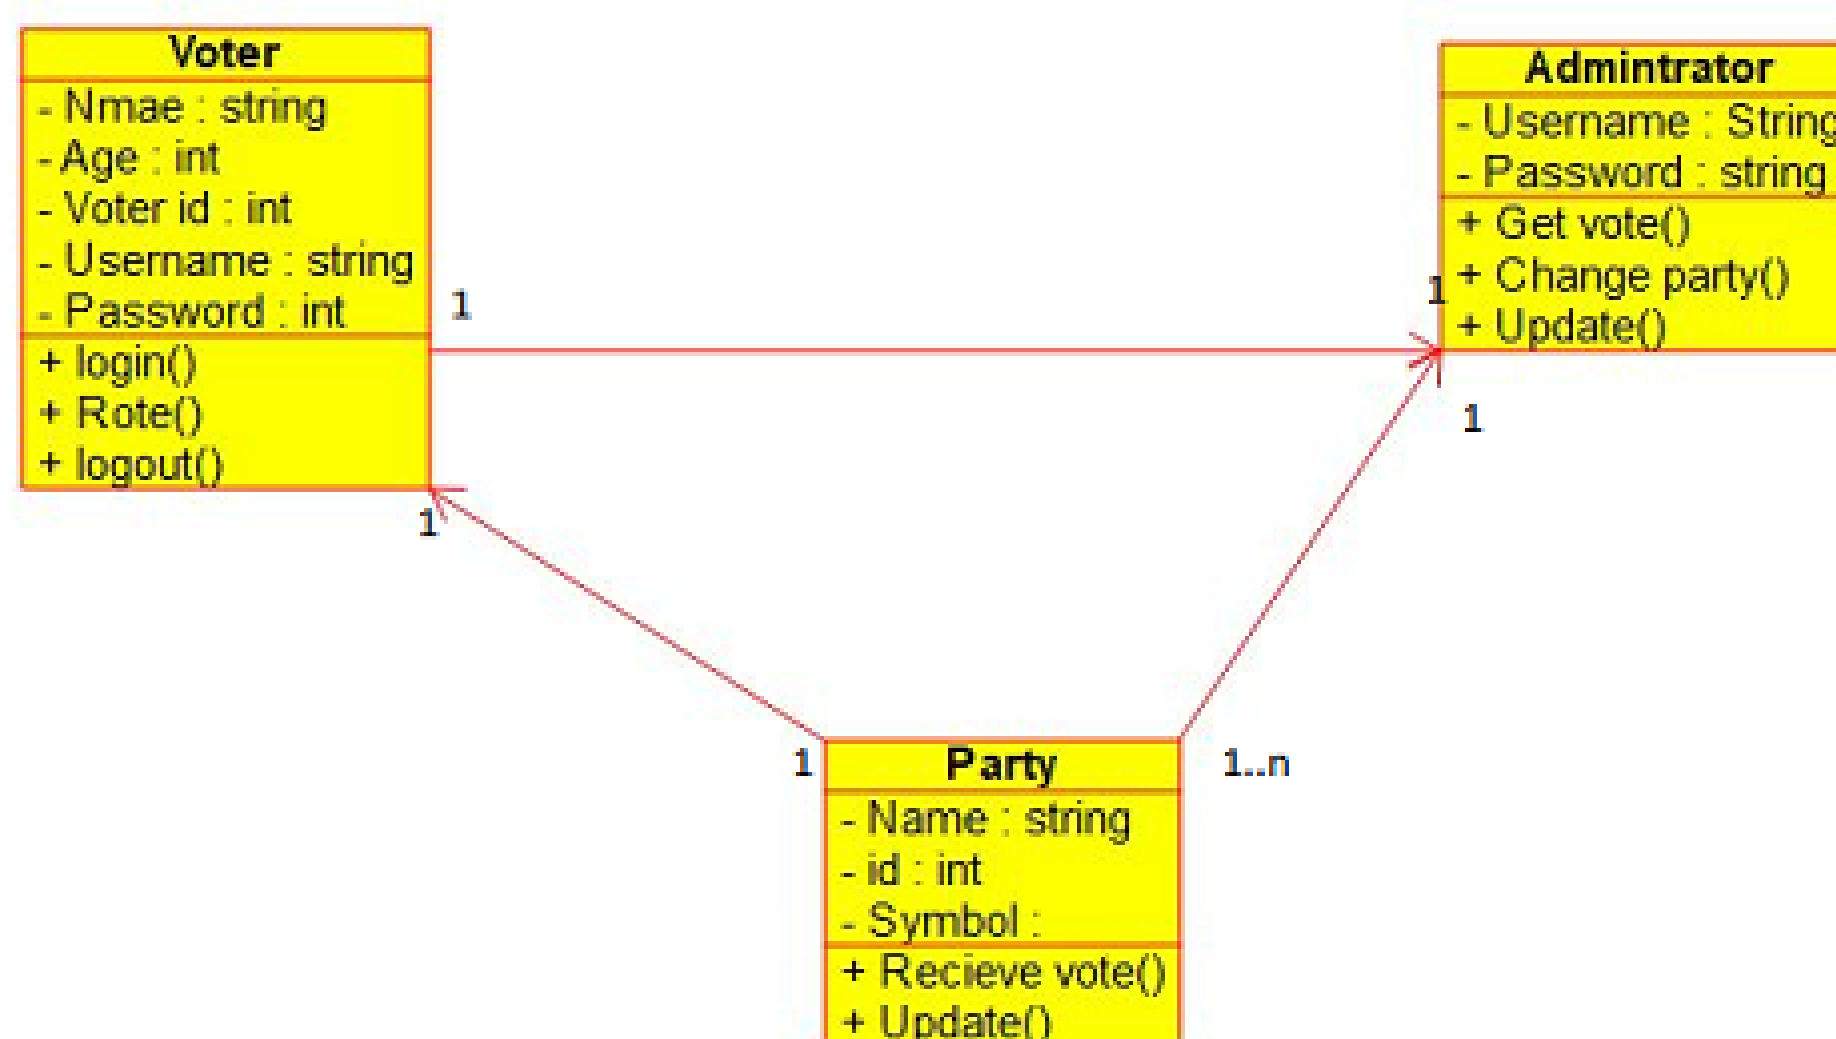 Voter
- Nmae : string
- Age : int
- Voter id : int
- Username : string
- Password : int
+ login()
+ Rote()
+ logout()
1
1
Admintrator
- Username : String
- Password : string
+ Get vote()
+ Change party()
+ Update()
1
1
1
1..n
Party
- Name : string
- id : int
- Symbol :
+ Recieve vote()
+ Update()